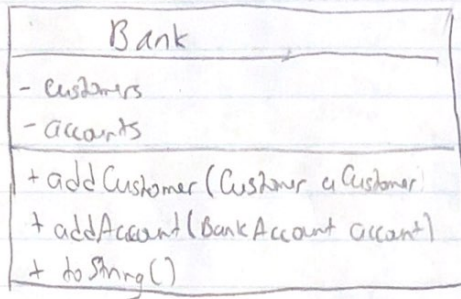 Bank
- customers
- accounts
+ addCustomer(Customer aCustomer)
+ addAccount(BankAccount account)
+ toString()